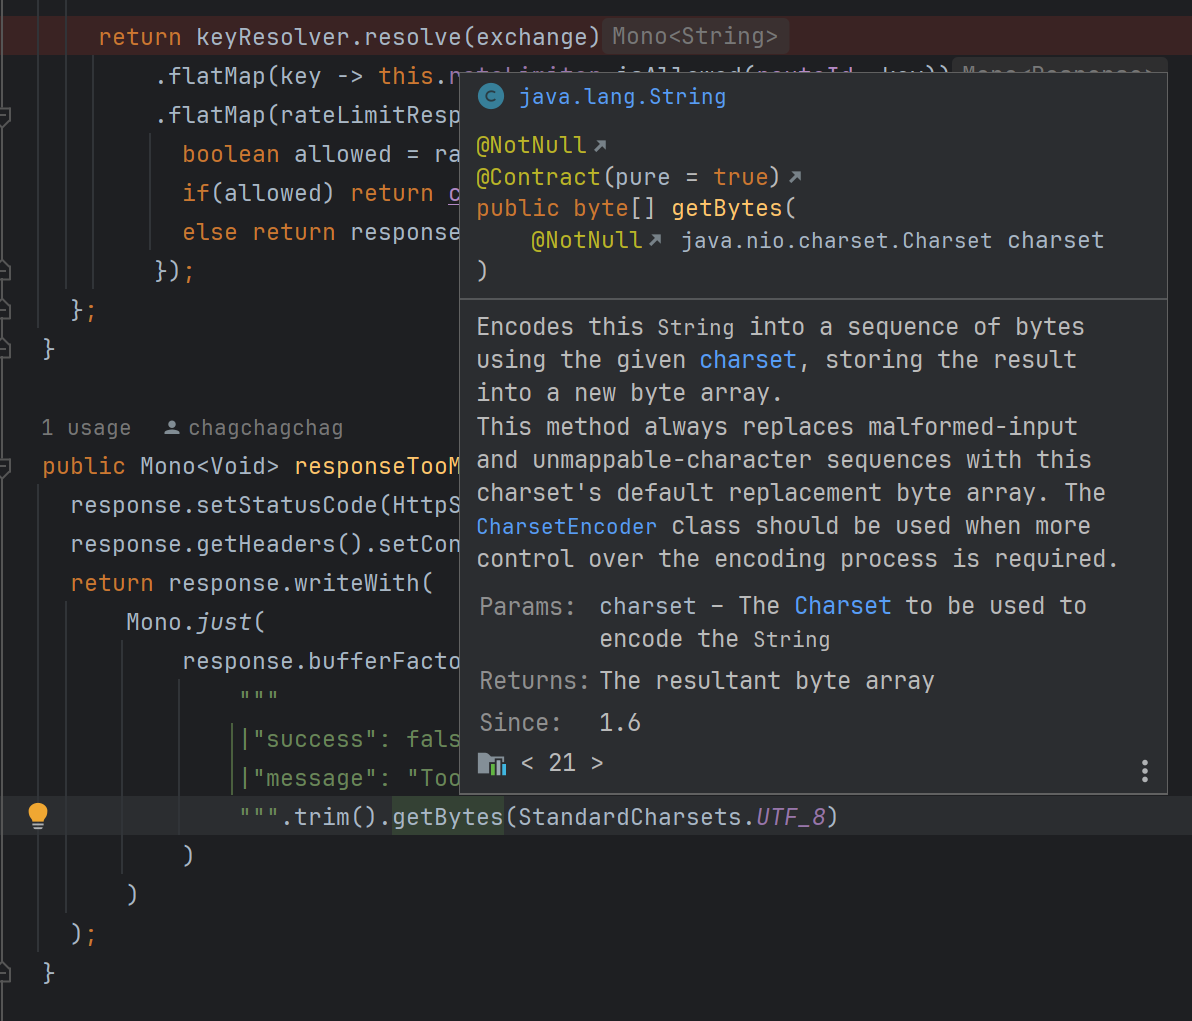 return keyResolver.resolve(exchange) Mono<String>
.flatMap(key -> this.rateLimiter.isAllowed(routeId, key)) Mono<Response>
.flatMap(rateLimitResp
boolean allowed = ra
if(allowed) return c
else return response
});
};
}
1 usage chagchagchag
public Mono<Void> responseTooM
response.setStatusCode(HttpS
response.getHeaders().setCon
return response.writeWith(
Mono.just(
response.bufferFacto
"""
|"success": fals
|"message": "Too
""".trim().getBytes(StandardCharsets.UTF_8)
)
)
);
}
C java.lang.String
@NotNull
@Contract(pure = true)
public byte[] getBytes(
@NotNull java.nio.charset.Charset charset
)
Encodes this String into a sequence of bytes
using the given charset, storing the result
into a new byte array.
This method always replaces malformed-input
and unmappable-character sequences with this
charset's default replacement byte array. The
CharsetEncoder class should be used when more
control over the encoding process is required.
Params: charset – The Charset to be used to
encode the String
Returns: The resultant byte array
Since: 1.6
< 21 >